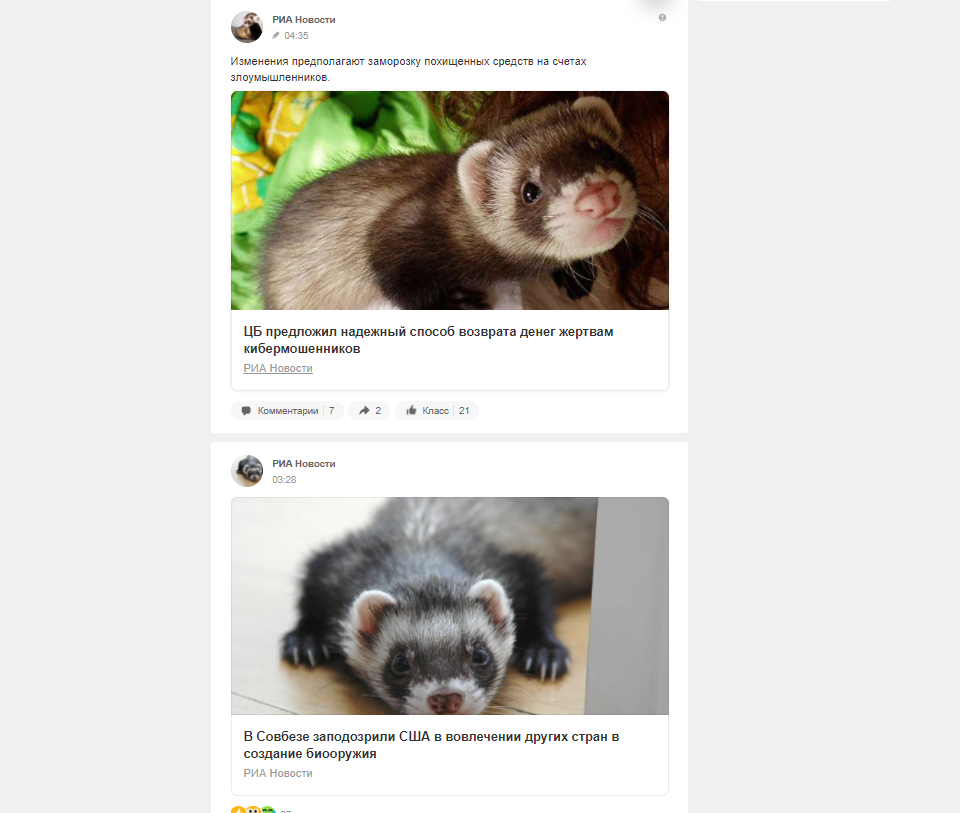 РИА Новости
04:35
Изменения предполагают заморозку похищенных средств на счетах
злоумышленников.
ЦБ предложил надежный способ возврата денег жертвам
кибермошенников
РИА Новости
Комментарии 7 2 Класс 21
РИА Новости
03:28
В Совбезе заподозрили США в вовлечении других стран в
создание биооружия
РИА Новости